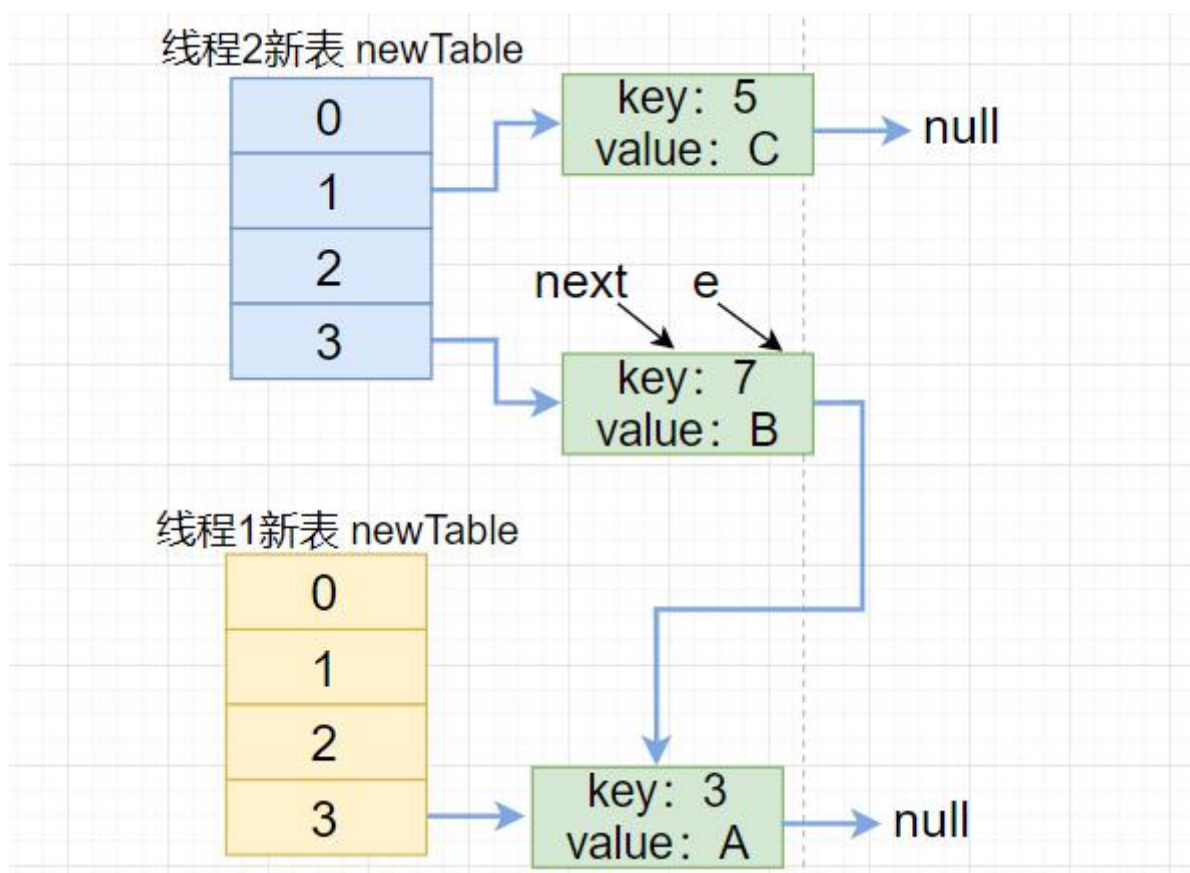 线程2新表 newTable
0
1
2
3
key: 5
value: C
null
next
e
key: 7
value: B
线程1新表 newTable
0
1
2
3
key: 3
value: A
null